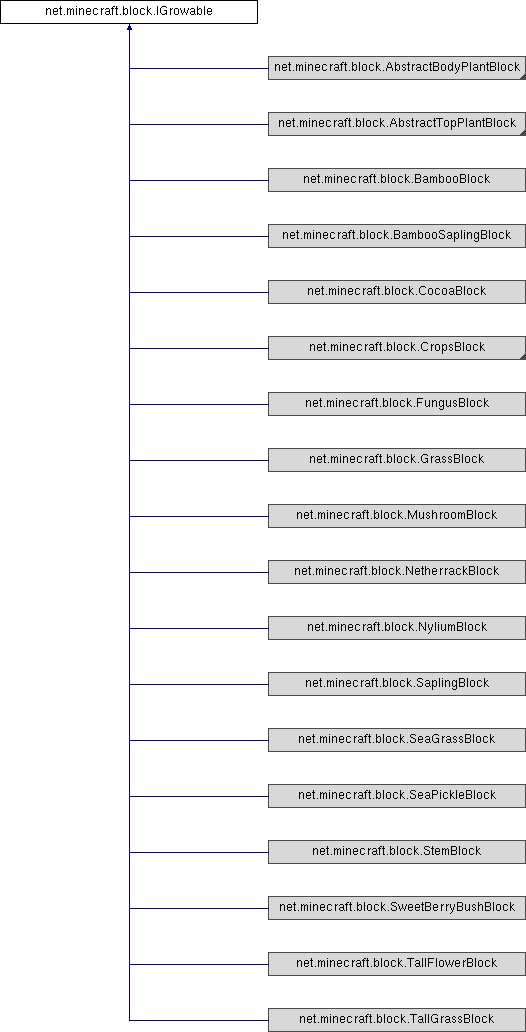 net.minecraft.block.IGrowable
net.minecraft.block.AbstractBodyPlantBlock
net.minecraft.block.AbstractTopPlantBlock
net.minecraft.block.BambooBlock
net.minecraft.block.BambooSaplingBlock
net.minecraft.block.CocoaBlock
net.minecraft.block.CropsBlock
net.minecraft.block.FungusBlock
net.minecraft.block.GrassBlock
net.minecraft.block.MushroomBlock
net.minecraft.block.NetherrackBlock
net.minecraft.block.NyliumBlock
net.minecraft.block.SaplingBlock
net.minecraft.block.SeaGrassBlock
net.minecraft.block.SeaPickleBlock
net.minecraft.block.StemBlock
net.minecraft.block.SweetBerryBushBlock
net.minecraft.block.TallFlowerBlock
net.minecraft.block.TallGrassBlock